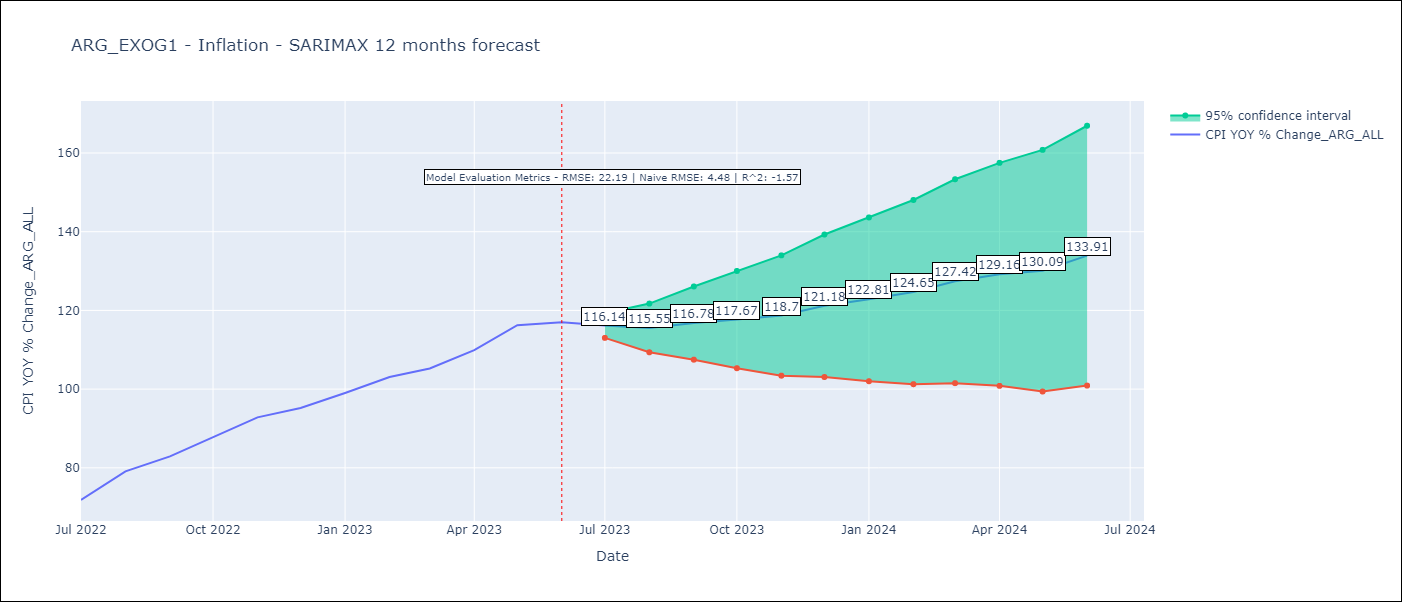 ARG_EXOG1 - Inflation - SARIMAX 12 months forecast
95% confidence interval
CPI YOY % Change_ARG_ALL
Model Evaluation Metrics - RMSE: 22.19 | Naive RMSE: 4.48 | R^2: -1.57
CPI YOY % Change_ARG_ALL
160
140
120
100
80
116.14
115.55
116.78
117.67
118.7
121.18
122.81
124.65
127.42
129.16
130.09
133.91
Jul 2022
Oct 2022
Jan 2023
Apr 2023
Jul 2023
Oct 2023
Jan 2024
Apr 2024
Jul 2024
Date